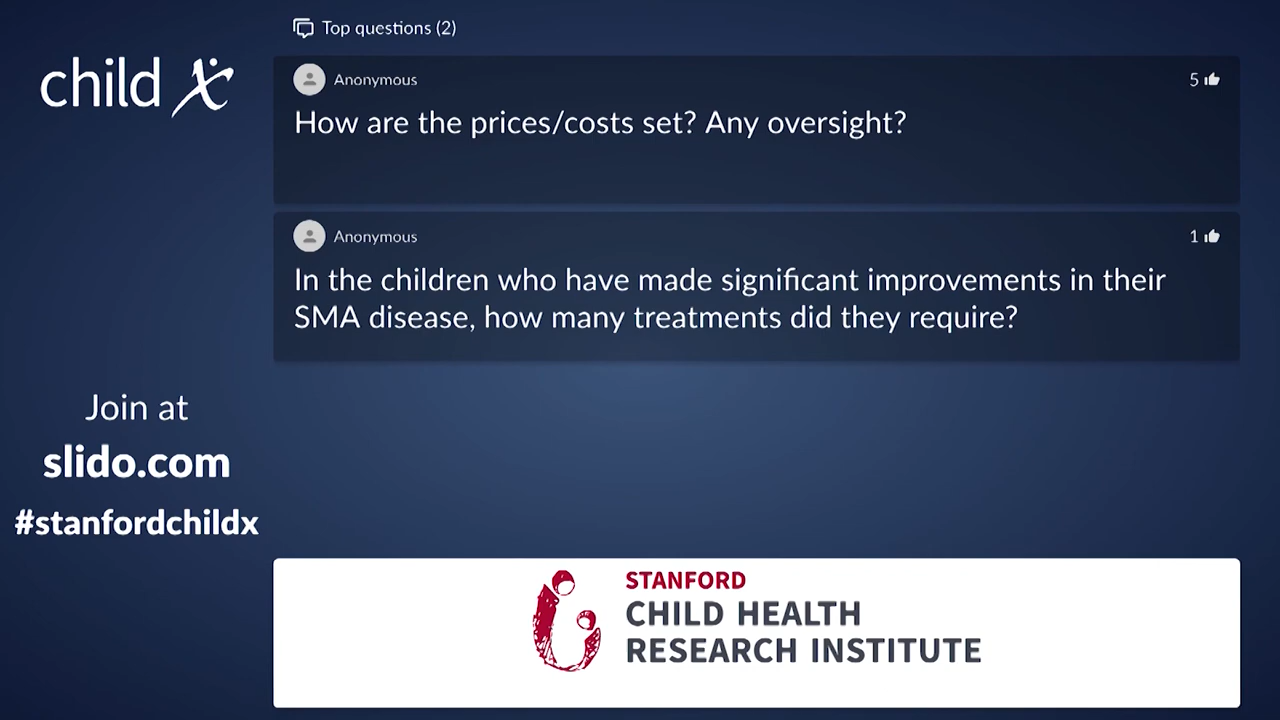 Top questions (2)
child x
Anonymous
5
How are the prices/costs set? Any oversight?
Anonymous
1
In the children who have made significant improvements in their
SMA disease, how many treatments did they require?
Join at
slido.com
#stanfordchildx
STANFORD
CHILD HEALTH
RESEARCH INSTITUTE